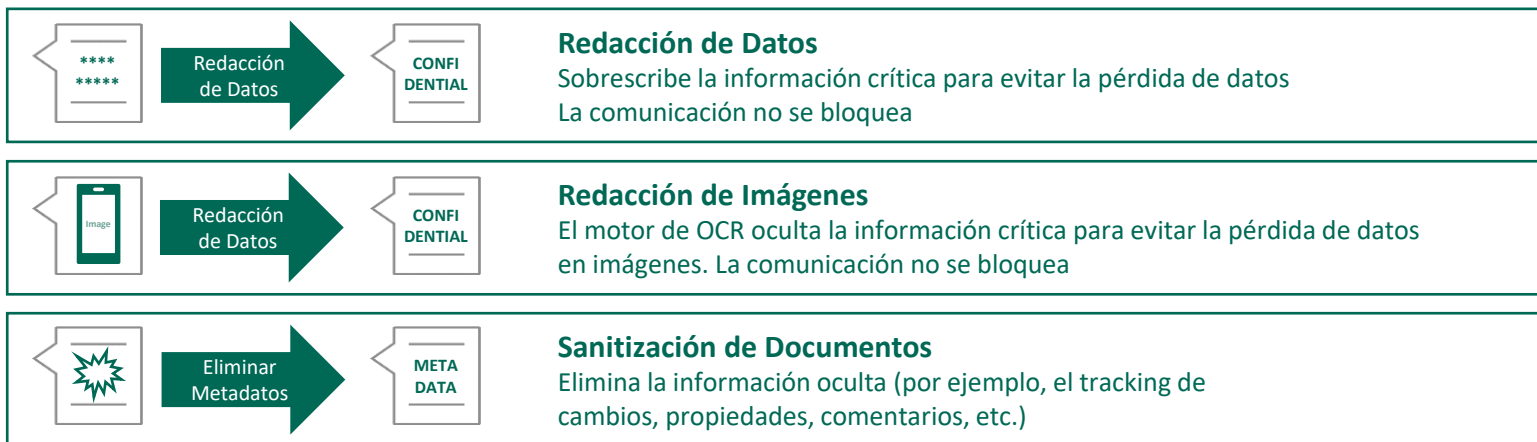 ****
*****
Redacción
de Datos
CONFI
DENTIAL
Redacción de Datos
Sobrescribe la información crítica para evitar la pérdida de datos
La comunicación no se bloquea
Image
Redacción
de Datos
CONFI
DENTIAL
Redacción de Imágenes
El motor de OCR oculta la información crítica para evitar la pérdida de datos
en imágenes. La comunicación no se bloquea
Eliminar
Metadatos
META
DATA
Sanitización de Documentos
Elimina la información oculta (por ejemplo, el tracking de
cambios, propiedades, comentarios, etc.)